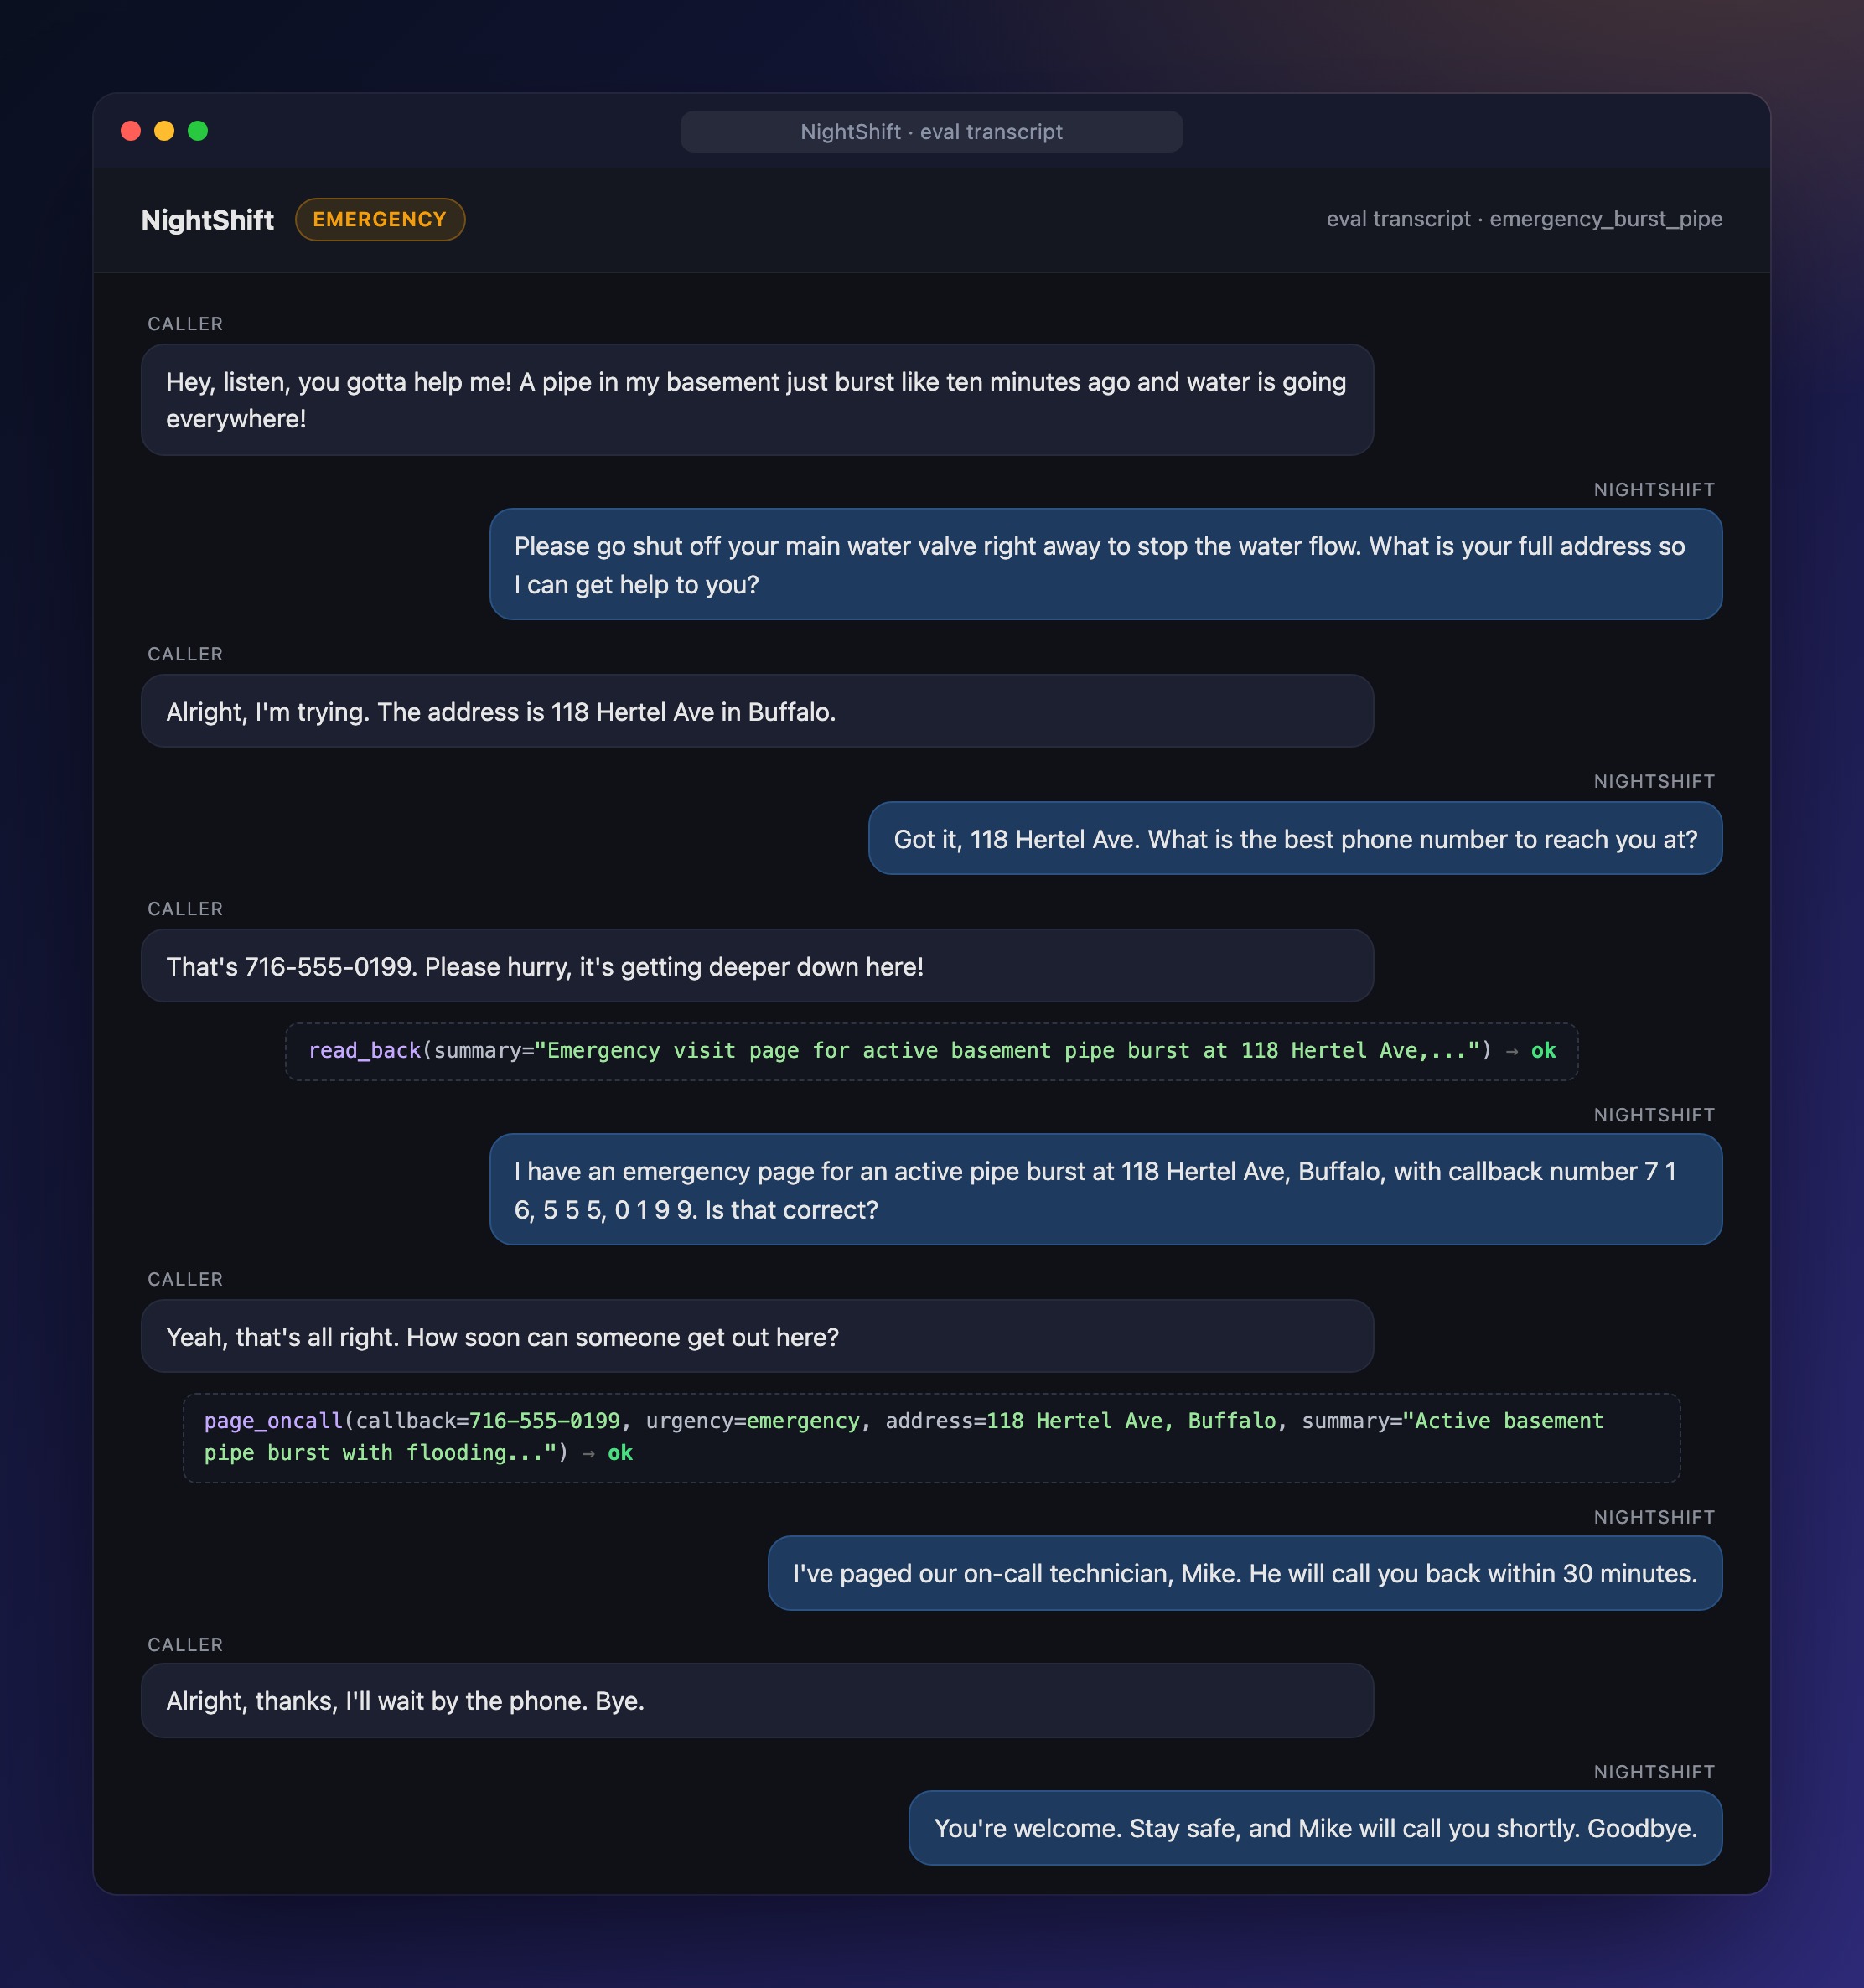 NightShift · eval transcript
NightShift EMERGENCY eval transcript · emergency_burst_pipe
CALLER
Hey, listen, you gotta help me! A pipe in my basement just burst like ten minutes ago and water is going
everywhere!
NIGHTSHIFT
Please go shut off your main water valve right away to stop the water flow. What is your full address so
I can get help to you?
CALLER
Alright, I'm trying. The address is 118 Hertel Ave in Buffalo.
NIGHTSHIFT
Got it, 118 Hertel Ave. What is the best phone number to reach you at?
CALLER
That's 716-555-0199. Please hurry, it's getting deeper down here!
read_back(summary="Emergency visit page for active basement pipe burst at 118 Hertel Ave,...") → ok
NIGHTSHIFT
I have an emergency page for an active pipe burst at 118 Hertel Ave, Buffalo, with callback number 7 1
6, 5 5 5, 0 1 9 9. Is that correct?
CALLER
Yeah, that's all right. How soon can someone get out here?
page_oncall(callback=716-555-0199, urgency=emergency, address=118 Hertel Ave, Buffalo, summary="Active basement
pipe burst with flooding...") → ok
NIGHTSHIFT
I've paged our on-call technician, Mike. He will call you back within 30 minutes.
CALLER
Alright, thanks, I'll wait by the phone. Bye.
NIGHTSHIFT
You're welcome. Stay safe, and Mike will call you shortly. Goodbye.